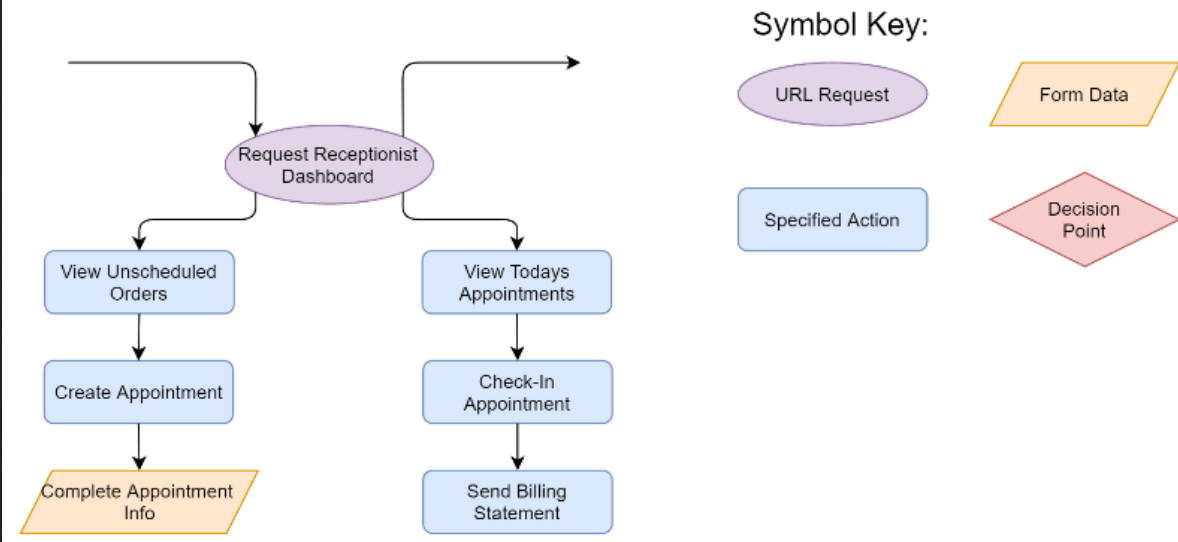 Symbol Key:
URL Request
Form Data
Request Receptionist
Dashboard
Specified Action
Decision
Point
View Unscheduled
Orders
View Todays
Appointments
Create Appointment
Check-In
Appointment
Complete Appointment
Info
Send Billing
Statement